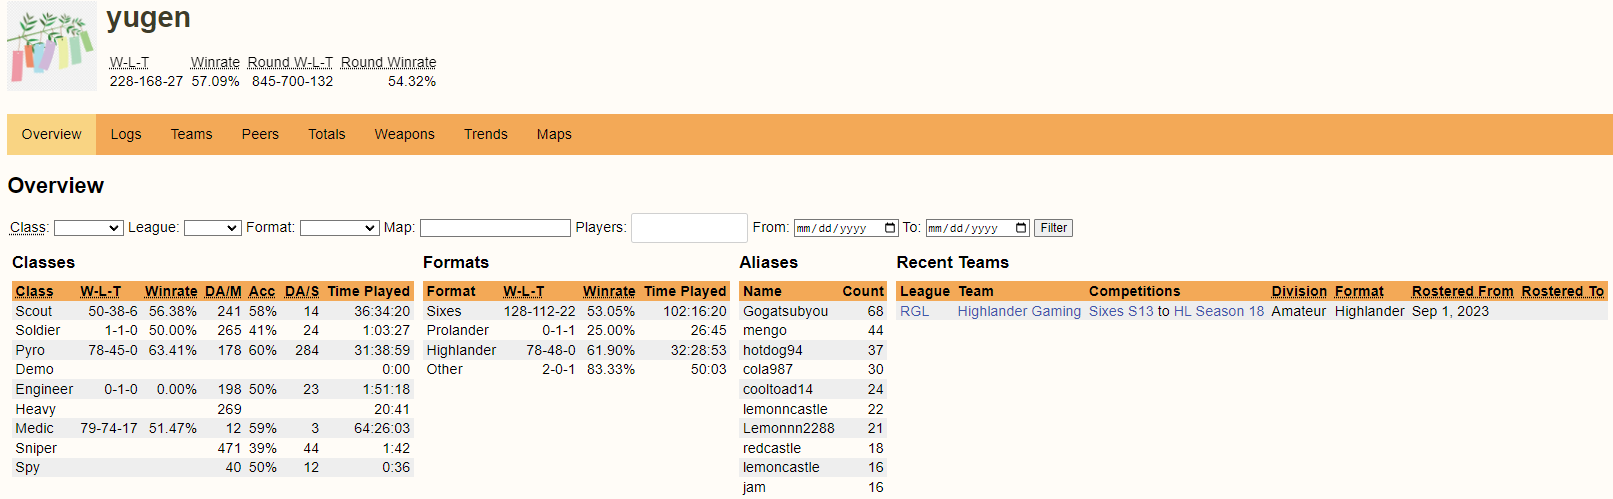 yugen
W-L-T Winrate Round W-L-T Round Winrate
228-168-27 57.09% 845-700-132 54.32%
Overview Logs Teams Peers Totals Weapons Trends Maps
Overview
Class: League: Format: Map: Players: From: mm/dd/yyyy To: mm/dd/yyyy Filter
Classes
Class W-L-T Winrate DA/M Acc DA/S Time Played
Scout 50-38-6 56.38% 241 58% 14 36:34:20
Soldier 1-1-0 50.00% 265 41% 24 1:03:27
Pyro 78-45-0 63.41% 178 60% 284 31:38:59
Demo 0:00
Engineer 0-1-0 0.00% 198 50% 23 1:51:18
Heavy 269 20:41
Medic 79-74-17 51.47% 12 59% 3 64:26:03
Sniper 471 39% 44 1:42
Spy 40 50% 12 0:36
Formats
Format W-L-T Winrate Time Played
Sixes 128-112-22 53.05% 102:16:20
Prolander 0-1-1 25.00% 26:45
Highlander 78-48-0 61.90% 32:28:53
Other 2-0-1 83.33% 50:03
Aliases
Name Count
Gogatsubyou 68
mengo 44
hotdog94 37
cola987 30
cooltoad14 24
lemonncastle 22
Lemonnn2288 21
redcastle 18
lemoncastle 16
jam 16
Recent Teams
League Team Competitions Division Format Rostered From Rostered To
RGL Highlander Gaming Sixes S13 to HL Season 18 Amateur Highlander Sep 1, 2023